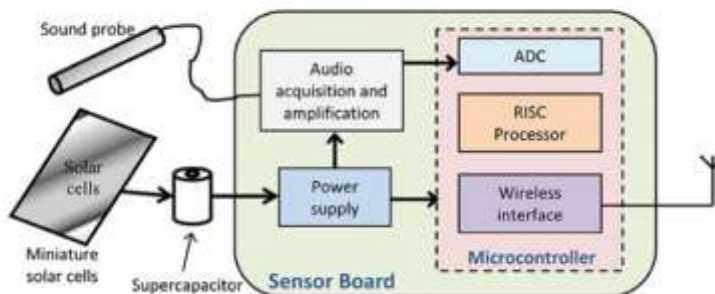 Sound probe
Audio
acquisition and
amplification
ADC
RISC
Processor
Solar
cells
Power
supply
Wireless
interface
Miniature
solar cells
Supercapacitor
Sensor Board
Microcontroller